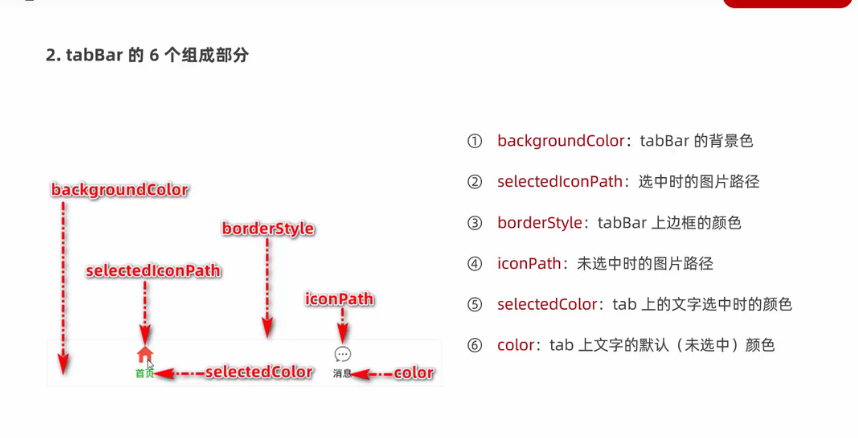 2. tabBar 的 6 个组成部分
① backgroundColor：tabBar 的背景色
② selectedIconPath：选中时的图片路径
③ borderStyle：tabBar 上边框的颜色
④ iconPath：未选中时的图片路径
⑤ selectedColor：tab 上的文字选中时的颜色
⑥ color：tab 上文字的默认（未选中）颜色
backgroundColor
borderStyle
selectedIconPath
iconPath
首页
selectedColor
消息
color